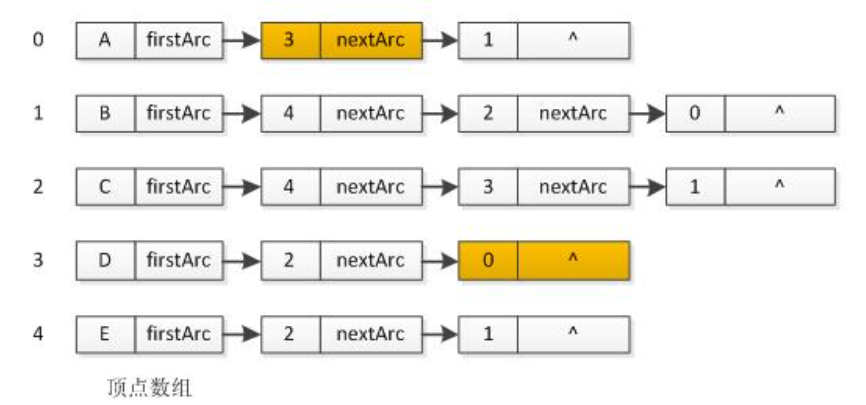 0 A firstArc 3 nextArc 1 ^
1 B firstArc 4 nextArc 2 nextArc 0 ^
2 C firstArc 4 nextArc 3 nextArc 1 ^
3 D firstArc 2 nextArc 0 ^
4 E firstArc 2 nextArc 1 ^
顶点数组